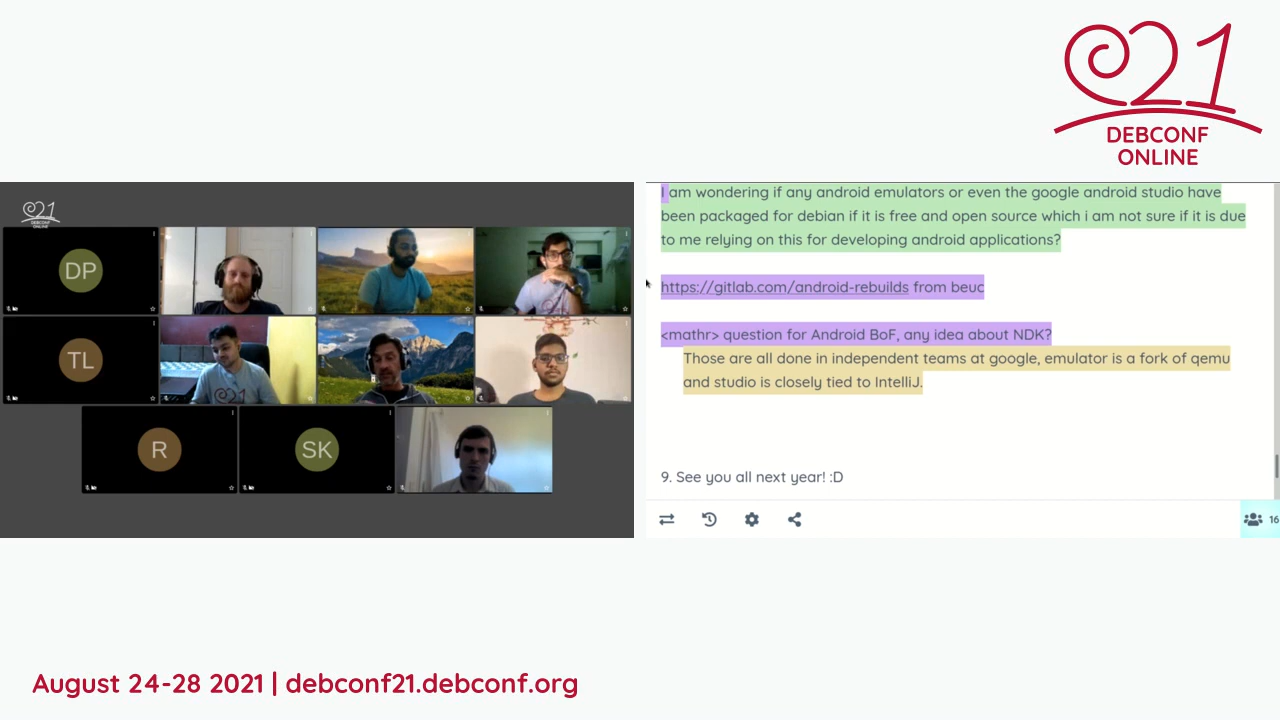 21
DEBCONF
ONLINE
21
DEBCONF
ONLINE
DP
TL
R
SK
I am wondering if any android emulators or even the google android studio have
been packaged for debian if it is free and open source which i am not sure if it is due
to me relying on this for developing android applications?
https://gitlab.com/android-rebuilds from beuc
<mathr> question for Android BoF, any idea about NDK?
Those are all done in independent teams at google, emulator is a fork of qemu
and studio is closely tied to IntelliJ.
9. See you all next year! :D
16
August 24-28 2021 | debconf21.debconf.org